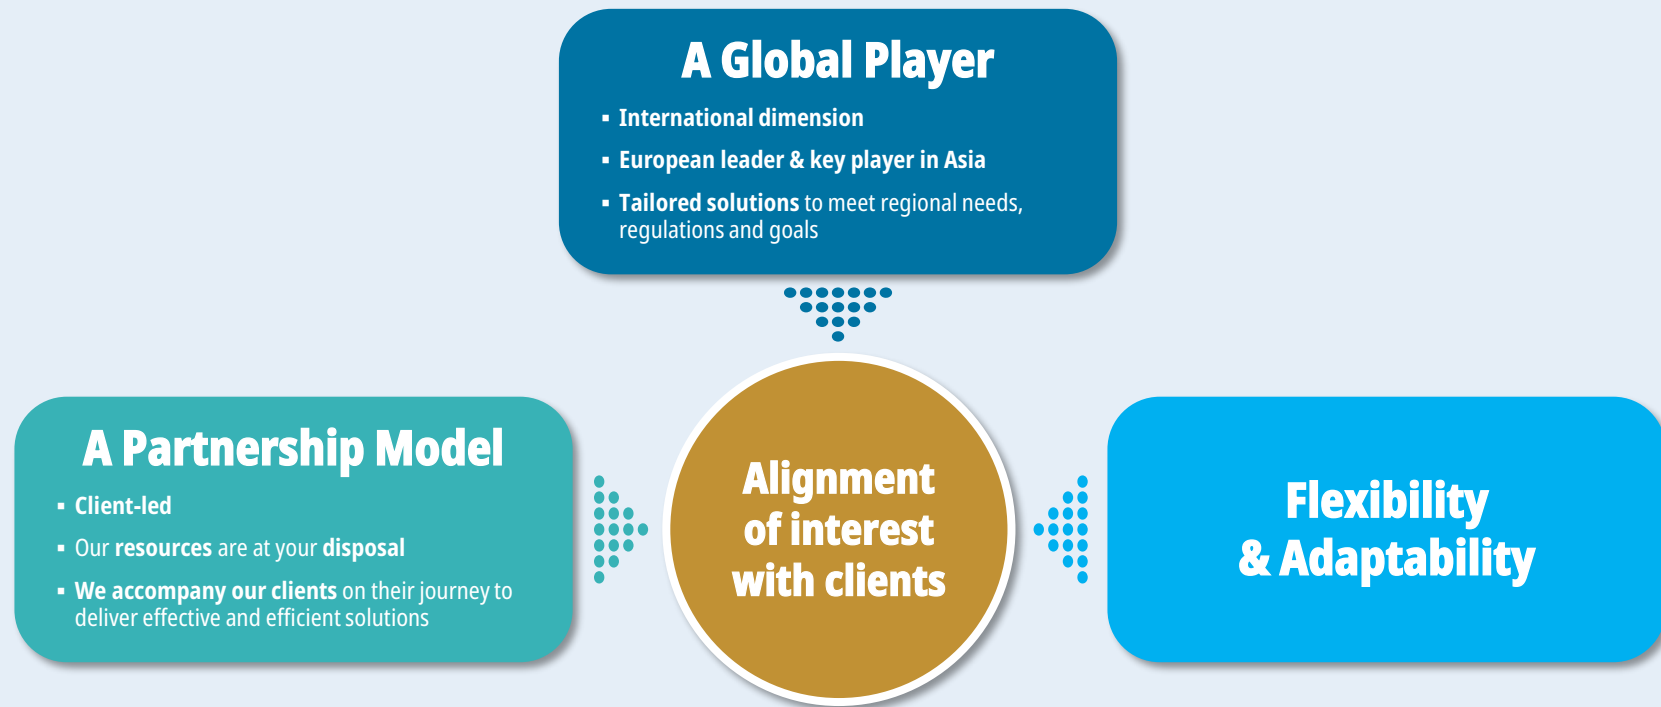 A Global Player
▪ International dimension
▪ European leader & key player in Asia
▪ Tailored solutions to meet regional needs,
regulations and goals
A Partnership Model
▪ Client-led
▪ Our resources are at your disposal
▪ We accompany our clients on their journey to
deliver effective and efficient solutions
Alignment
of interest
with clients
Flexibility
& Adaptability